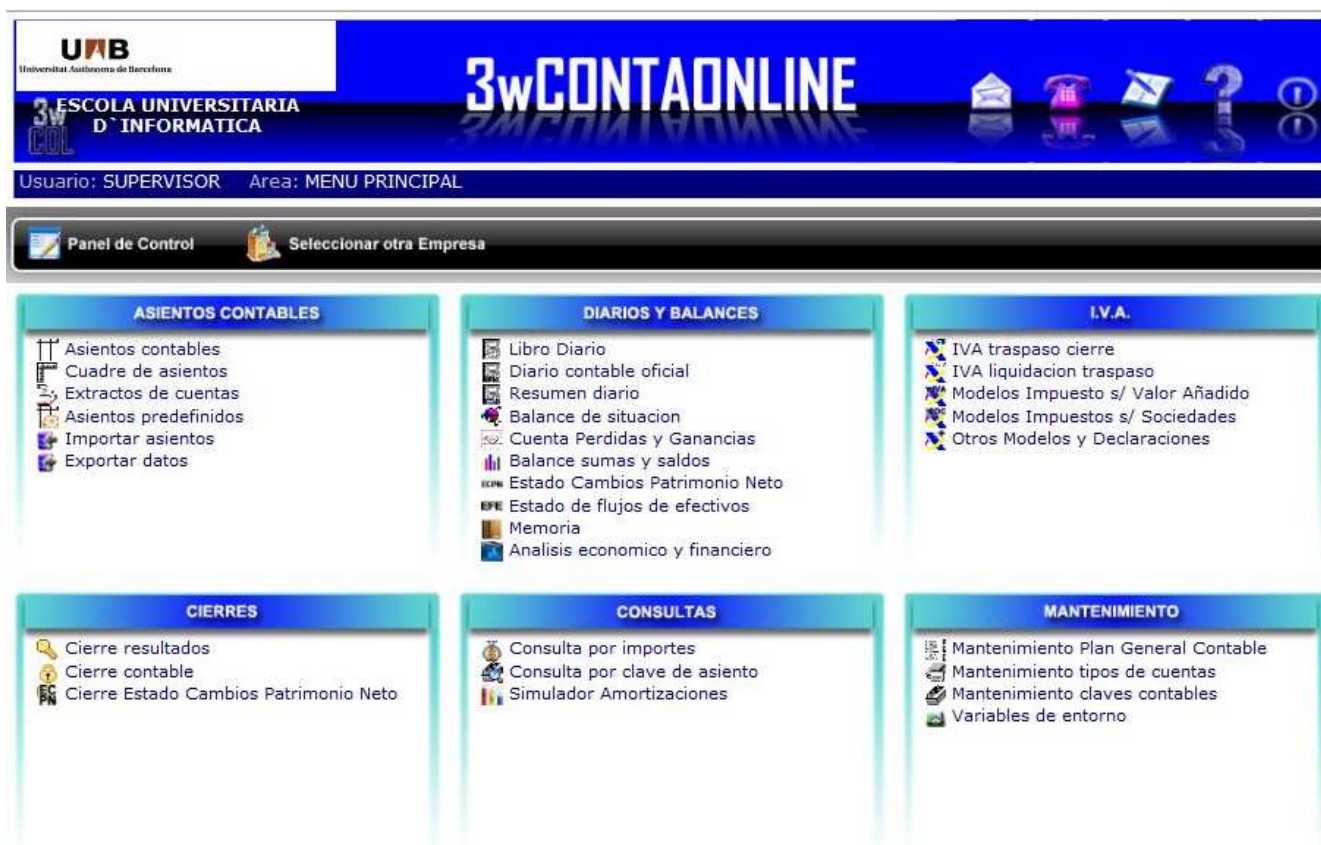 UAB
Universitat Autònoma de Barcelona
3w
COL
ESCOLA UNIVERSITARIA
D`INFORMATICA
3wCONTAONLINE
Usuario: SUPERVISOR Area: MENU PRINCIPAL
Panel de Control Seleccionar otra Empresa
ASIENTOS CONTABLES
Asientos contables
Cuadre de asientos
Extractos de cuentas
Asientos predefinidos
Importar asientos
Exportar datos
DIARIOS Y BALANCES
Libro Diario
Diario contable oficial
Resumen diario
Balance de situacion
Cuenta Perdidas y Ganancias
Balance sumas y saldos
ECPN Estado Cambios Patrimonio Neto
EFE Estado de flujos de efectivos
Memoria
Analisis economico y financiero
I.V.A.
IVA traspaso cierre
IVA liquidacion traspaso
Modelos Impuesto s/ Valor Añadido
Modelos Impuestos s/ Sociedades
Otros Modelos y Declaraciones
CIERRES
Cierre resultados
Cierre contable
EC
PN Cierre Estado Cambios Patrimonio Neto
CONSULTAS
Consulta por importes
Consulta por clave de asiento
Simulador Amortizaciones
MANTENIMIENTO
Mantenimiento Plan General Contable
Mantenimiento tipos de cuentas
Mantenimiento claves contables
Variables de entorno